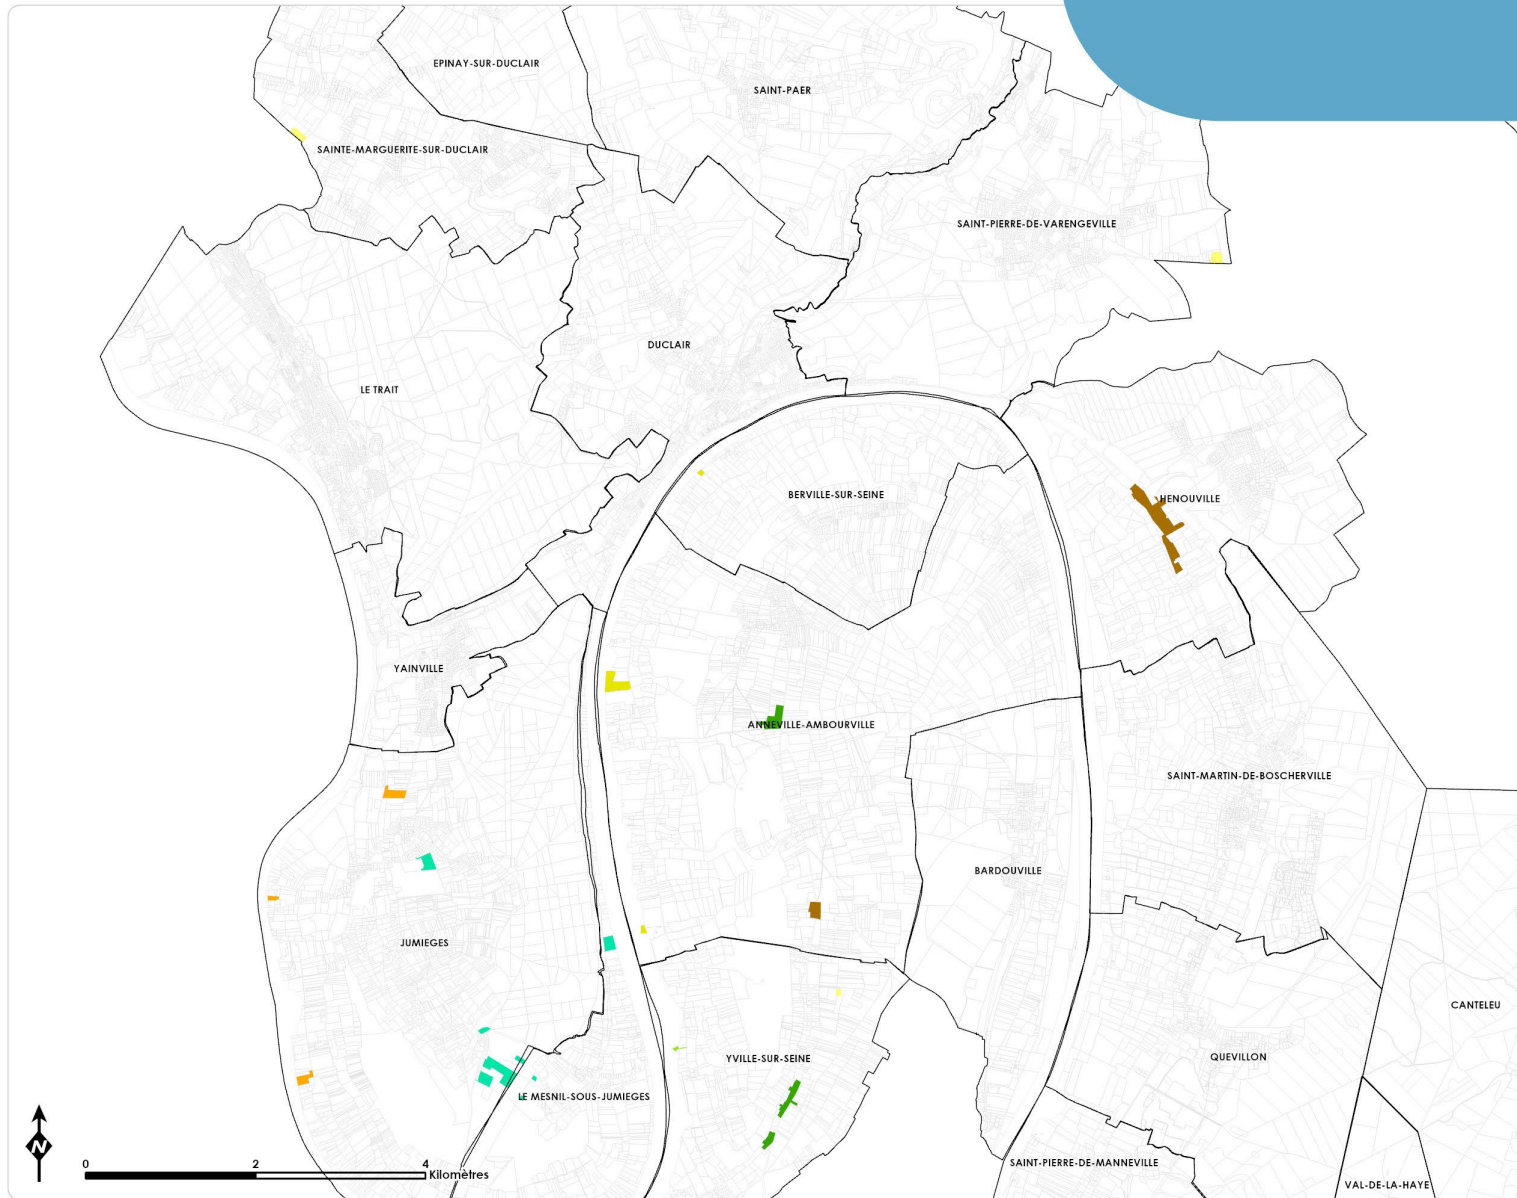 EPINAY-SUR-DUCLAIR
SAINT-PAER
SAINTE-MARGUERITE-SUR-DUCLAIR
SAINT-PIERRE-DE-VARENGEVILLE
DUCLAIR
LE TRAIT
BERVILLE-SUR-SEINE
HENOUVILLE
YAINVILLE
ANNEVILLE-AMBOURVILLE
SAINT-MARTIN-DE-BOSCHERVILLE
BARDOUVILLE
JUMIEGES
CANTELEU
YVILLE-SUR-SEINE
QUEVILLON
LE MESNIL-SOUS-JUMIEGES
N
0 2 4
Kilomètres
SAINT-PIERRE-DE-MANNEVILLE
VAL-DE-LA-HAYE